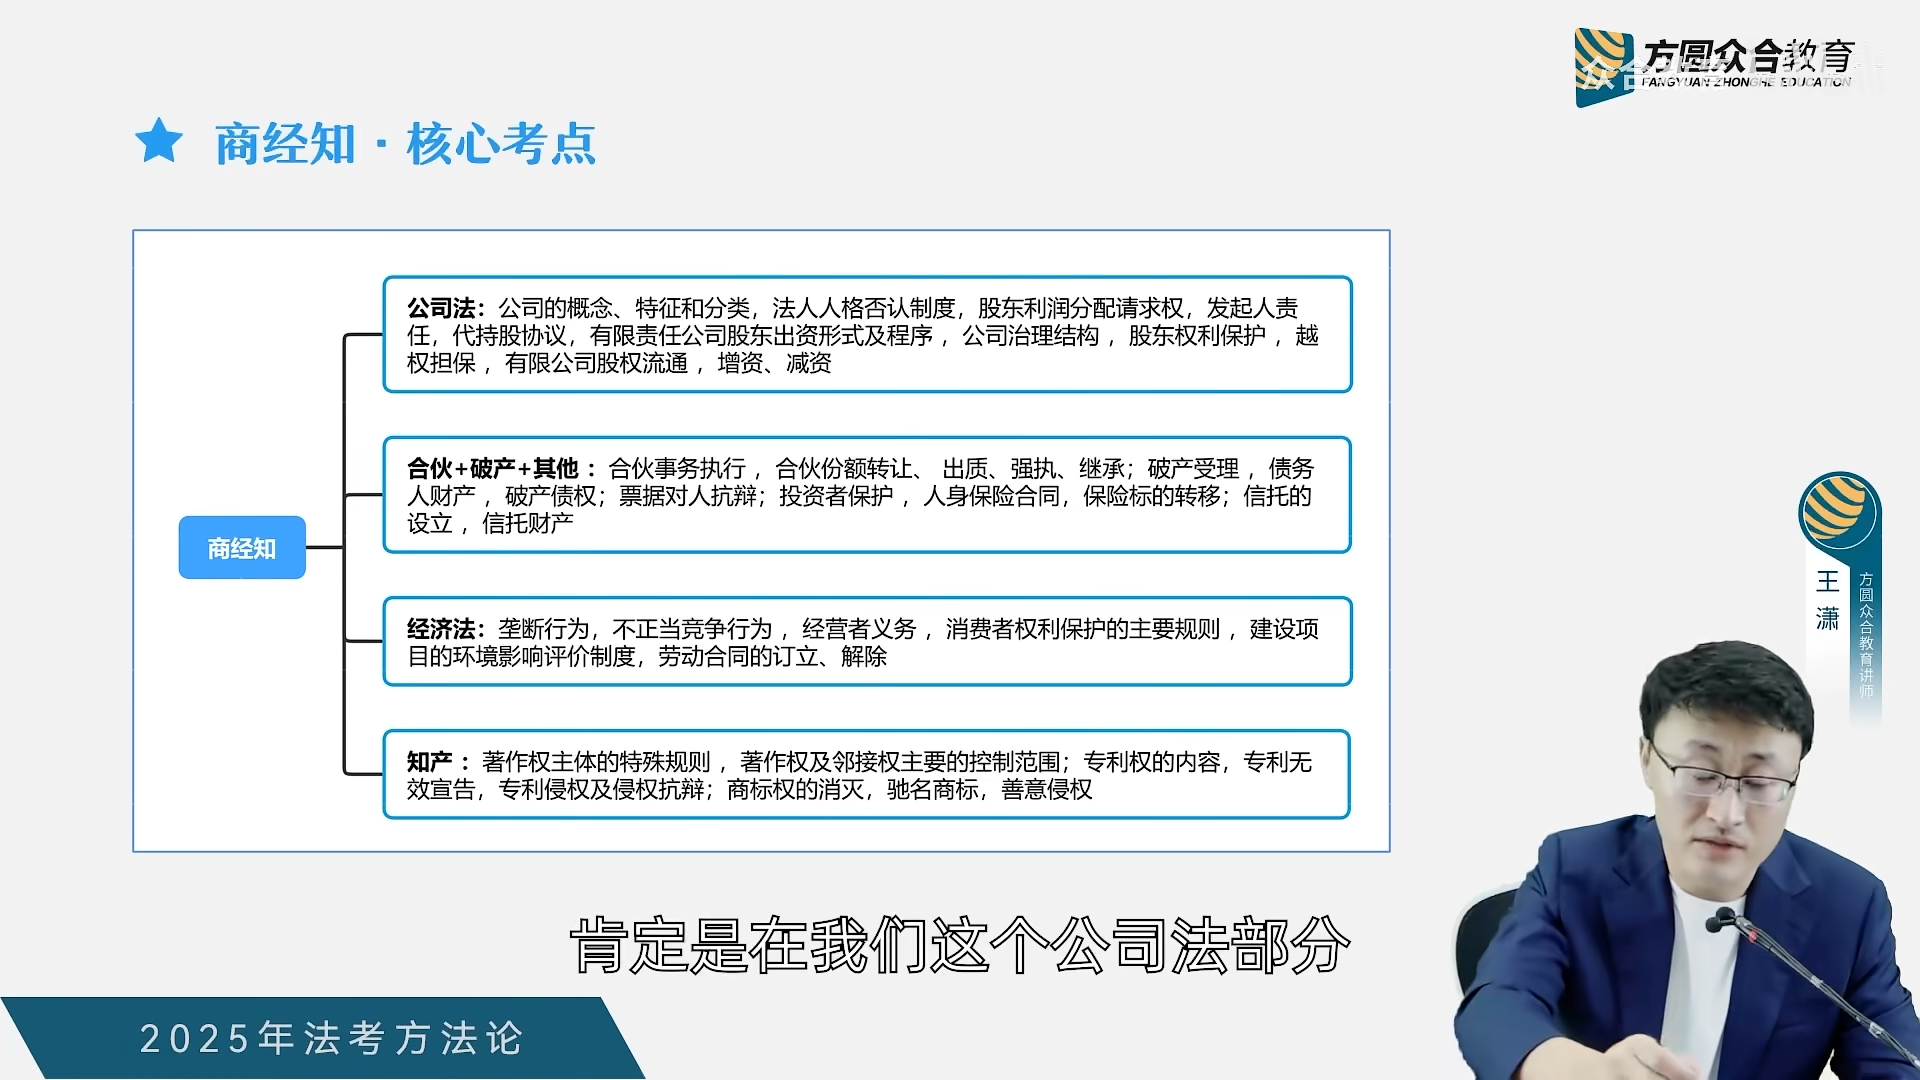 方圆众合教育
FANGYUAN ZHONGHE EDUCATION
商经知·核心考点
公司法：公司的概念、特征和分类，法人人格否认制度，股东利润分配请求权，发起人责
任，代持股协议，有限责任公司股东出资形式及程序，公司治理结构，股东权利保护，越
权担保，有限公司股权流通，增资、减资
合伙+破产+其他：合伙事务执行，合伙份额转让、 出质、强执、继承；破产受理，债务
人财产，破产债权；票据对人抗辩；投资者保护，人身保险合同，保险标的转移；信托的
设立，信托财产
商经知
经济法：垄断行为，不正当竞争行为，经营者义务，消费者权利保护的主要规则，建设项
目的环境影响评价制度，劳动合同的订立、解除
知产：著作权主体的特殊规则，著作权及邻接权主要的控制范围；专利权的内容，专利无
效宣告，专利侵权及侵权抗辩；商标权的消灭，驰名商标，善意侵权
王潇
方圆众合教育讲师
肯定是在我们这个公司法部分
2025年法考方法论